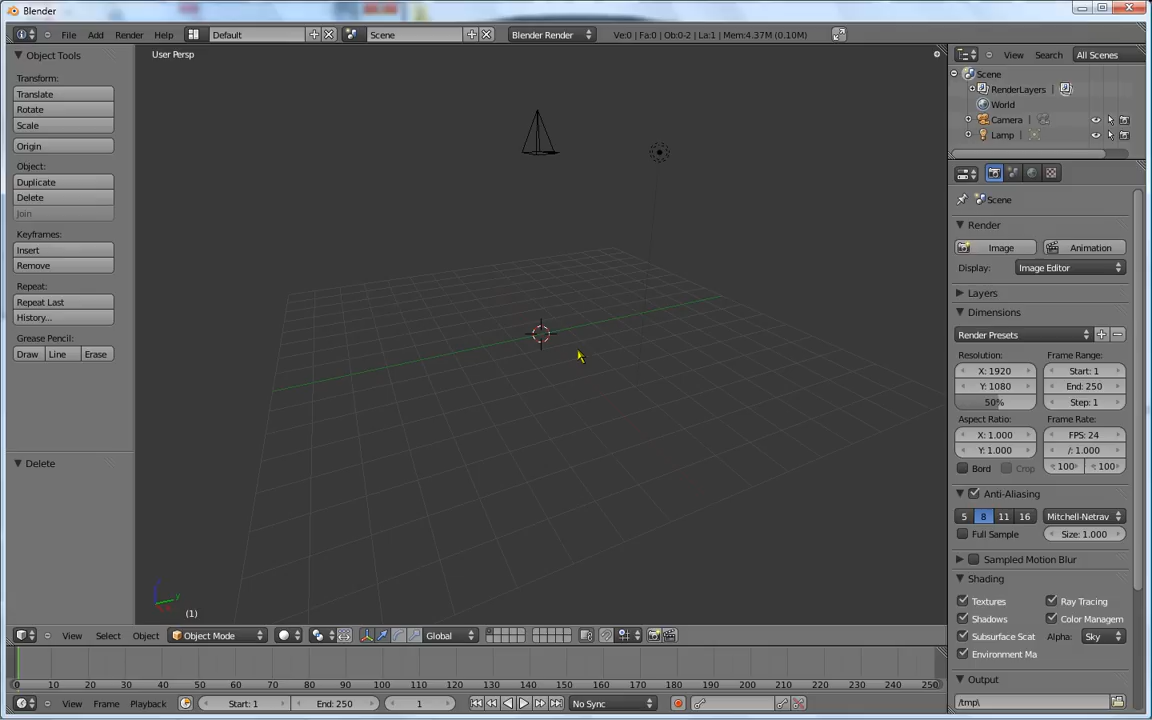 Blender
File Add Render Help Default Scene Blender Render Ve:0 | Fa:0 | Ob:0-2 | La:1 | Mem:4.37M (0.10M)
Object Tools
Transform:
Translate
Rotate
Scale
Origin
Object:
Duplicate
Delete
Join
Keyframes:
Insert
Remove
Repeat:
Repeat Last
History...
Grease Pencil:
Draw Line Erase
Delete
User Persp
(1)
View Search All Scenes
Scene
RenderLayers |
World
Camera |
Lamp |
Scene
Render
Image Animation
Display: Image Editor
Layers
Dimensions
Render Presets
Resolution: Frame Range:
X: 1920 Start: 1
Y: 1080 End: 250
50% Step: 1
Aspect Ratio: Frame Rate:
X: 1.000 FPS: 24
Y: 1.000 /: 1.000
Bord Crop : 100 : 100
Anti-Aliasing
5 8 11 16 Mitchell-Netrav
Full Sample Size: 1.000
Sampled Motion Blur
Shading
Textures Ray Tracing
Shadows Color Managem
Subsurface Scat Alpha: Sky
Environment Ma
Output
/tmp\
View Select Object Object Mode Global
0 10 20 30 40 50 60 70 80 90 100 110 120 130 140 150 160 170 180 190 200 210 220 230 240 250
View Frame Playback Start: 1 End: 250 1 No Sync